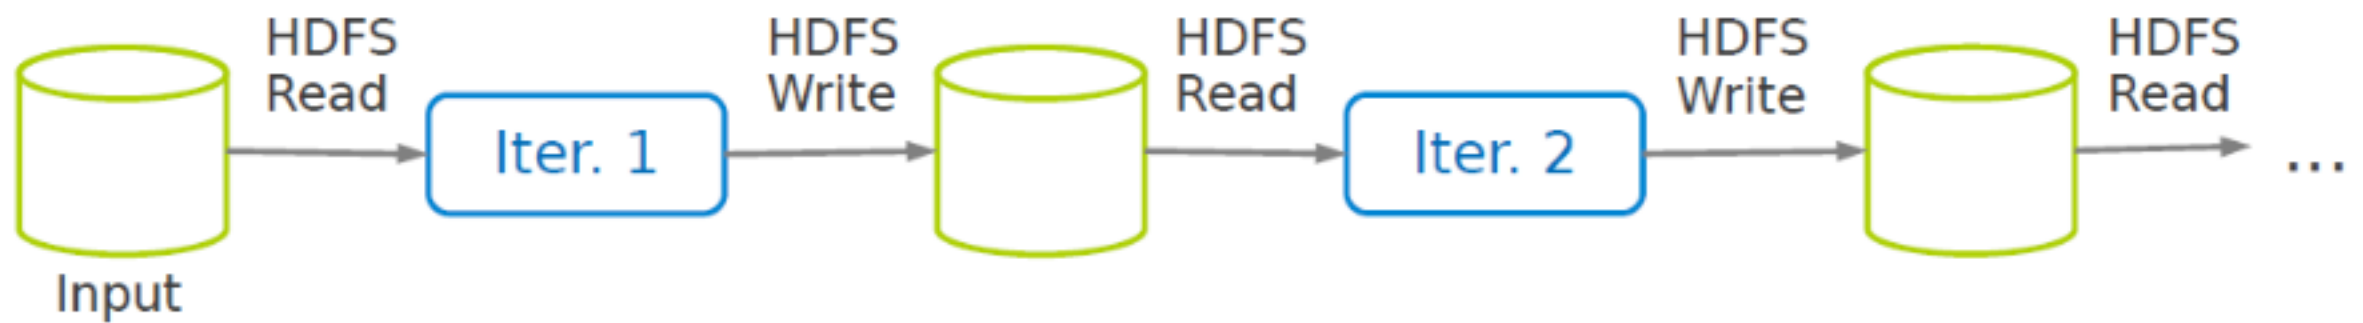 HDFS
Read
HDFS
Write
HDFS
Read
HDFS
Write
HDFS
Read
Iter. 1
Iter. 2
...
Input